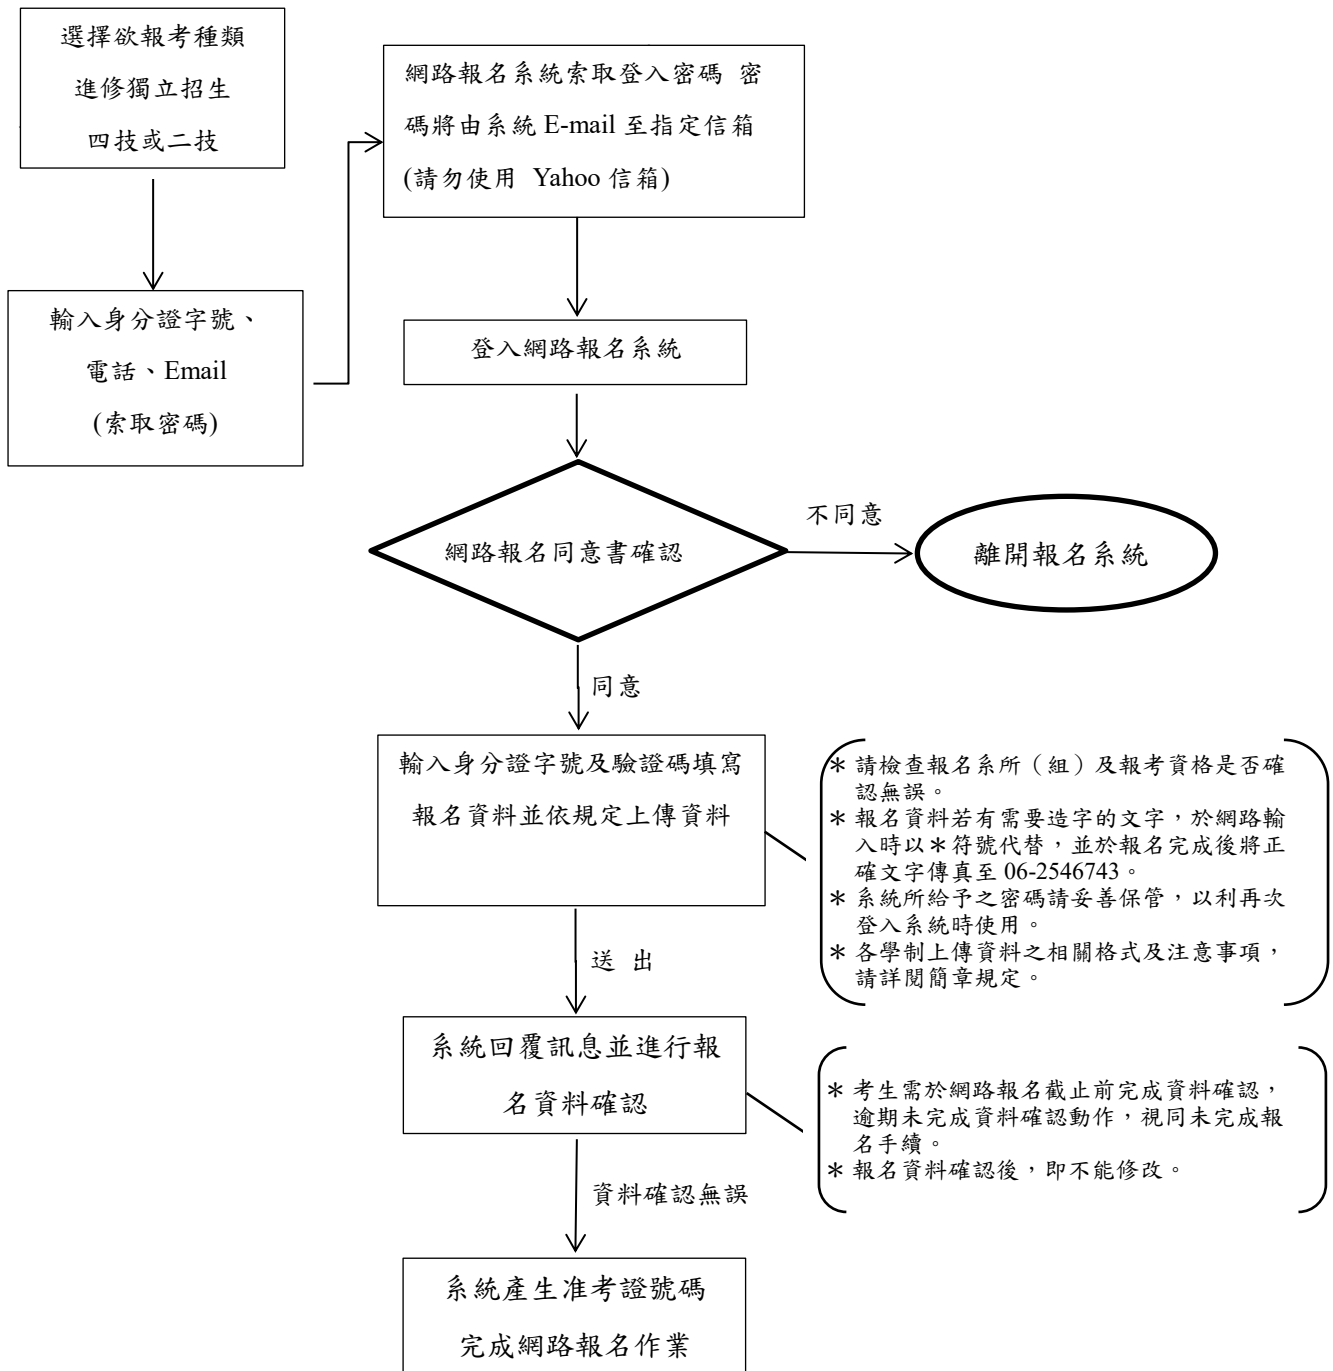 選擇欲報考種類
進修獨立招生
四技或二技
輸入身分證字號、
電話、Email
(索取密碼)
網路報名系統索取登入密碼 密
碼將由系統 E-mail 至指定信箱
(請勿使用 Yahoo 信箱)
登入網路報名系統
網路報名同意書確認
不同意
離開報名系統
同意
輸入身分證字號及驗證碼填寫
報名資料並依規定上傳資料
＊請檢查報名系所（組）及報考資格是否確
認無誤。
＊報名資料若有需要造字的文字，於網路輸
入時以＊符號代替，並於報名完成後將正
確文字傳真至 06-2546743。
＊系統所給予之密碼請妥善保管，以利再次
登入系統時使用。
＊各學制上傳資料之相關格式及注意事項，
請詳閱簡章規定。
送 出
系統回覆訊息並進行報
名資料確認
＊考生需於網路報名截止前完成資料確認，
逾期未完成資料確認動作，視同未完成報
名手續。
＊報名資料確認後，即不能修改。
資料確認無誤
系統產生准考證號碼
完成網路報名作業